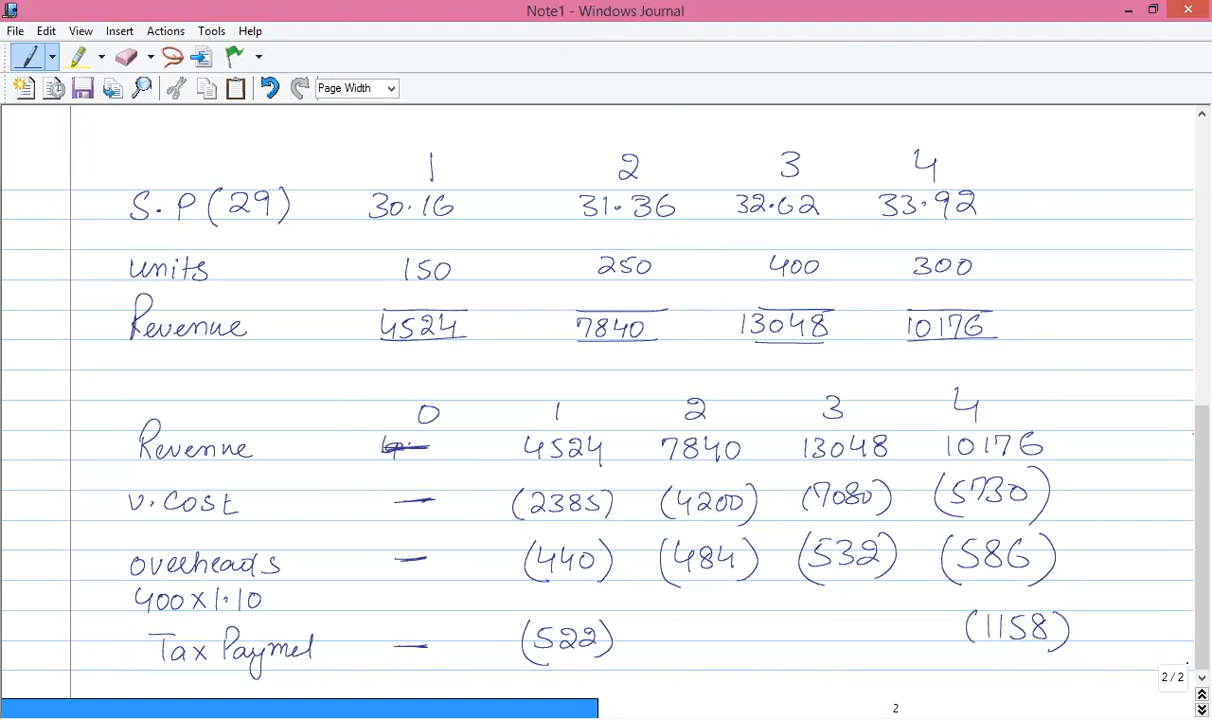 Note1 - Windows Journal
File Edit View Insert Actions Tools Help
Page Width
1 2 3 4
S.P (29) 30.16 31.36 32.62 33.92
units 150 250 400 300
Revenue 4524 7840 13048 10176
0 1 2 3 4
Revenue 4524 7840 13048 10176
V. COST — (2385) (4200) (7080) (5730)
overheads — (440) (484) (532) (586)
400 X 1.10
Tax Paymet — (522) (1158)
2 / 2
2